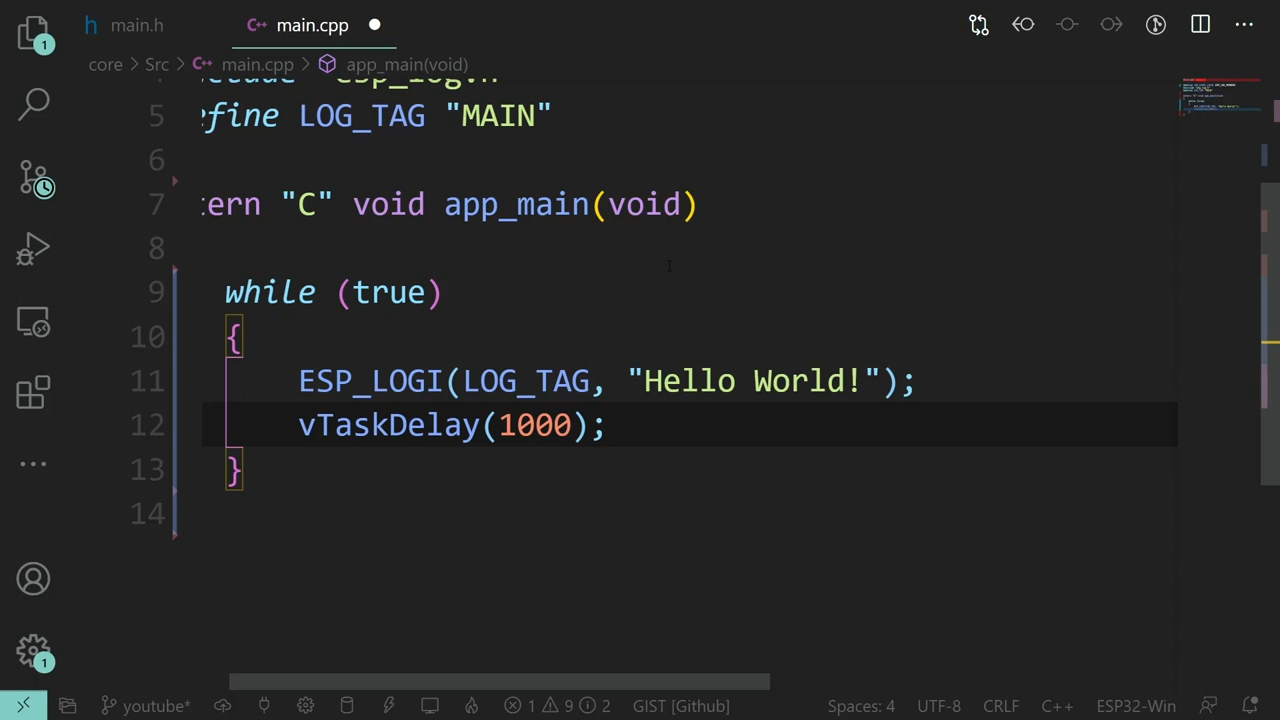 main.h
main.cpp
core > Src > main.cpp > app_main(void)
5 efine LOG_TAG "MAIN"
6
7 ern "C" void app_main(void)
8
9 while (true)
10 {
11 ESP_LOGI(LOG_TAG, "Hello World!");
12 vTaskDelay(1000);
13 }
14
1
1
youtube* 1 9 2 GIST [Github] Spaces: 4 UTF-8 CRLF C++ ESP32-Win